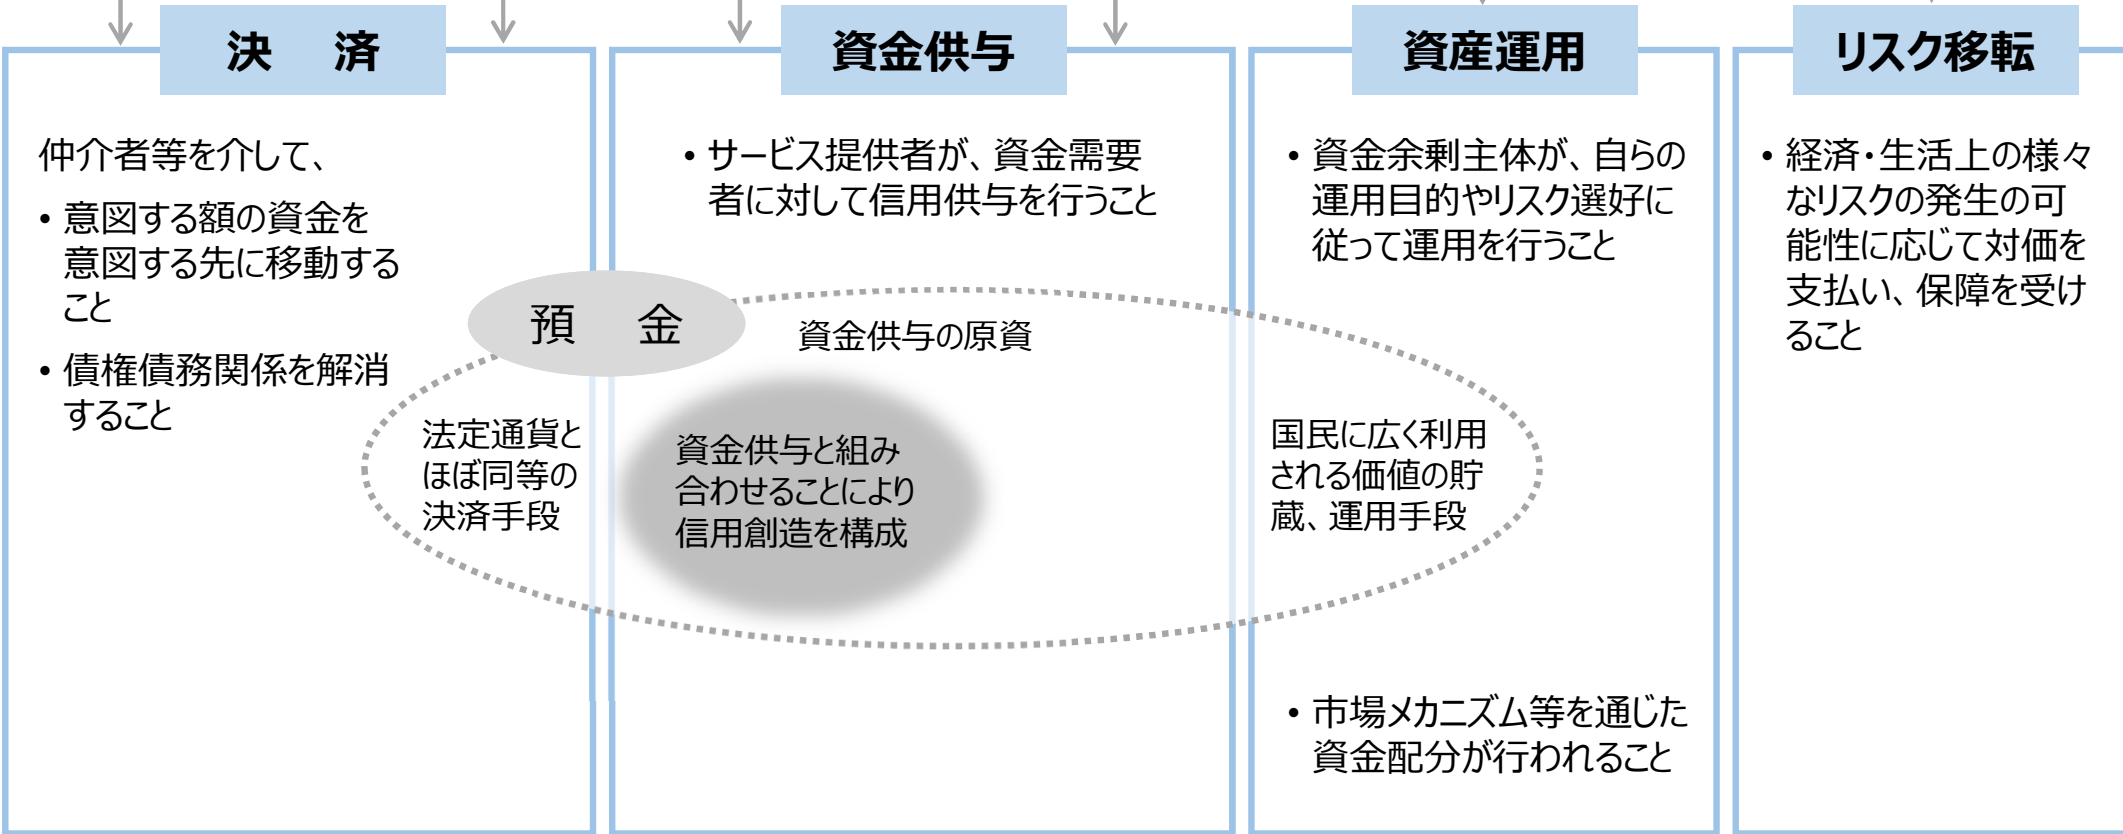 決　済
仲介者等を介して、
• 意図する額の資金を
意図する先に移動する
こと
• 債権債務関係を解消
すること
資金供与
• サービス提供者が、資金需要
者に対して信用供与を行うこと
資産運用
• 資金余剰主体が、自らの
運用目的やリスク選好に
従って運用を行うこと
• 市場メカニズム等を通じた
資金配分が行われること
リスク移転
• 経済・生活上の様々
なリスクの発生の可
能性に応じて対価を
支払い、保障を受け
ること
預　金
法定通貨と
ほぼ同等の
決済手段
資金供与の原資
資金供与と組み
合わせることにより
信用創造を構成
国民に広く利用
される価値の貯
蔵、運用手段